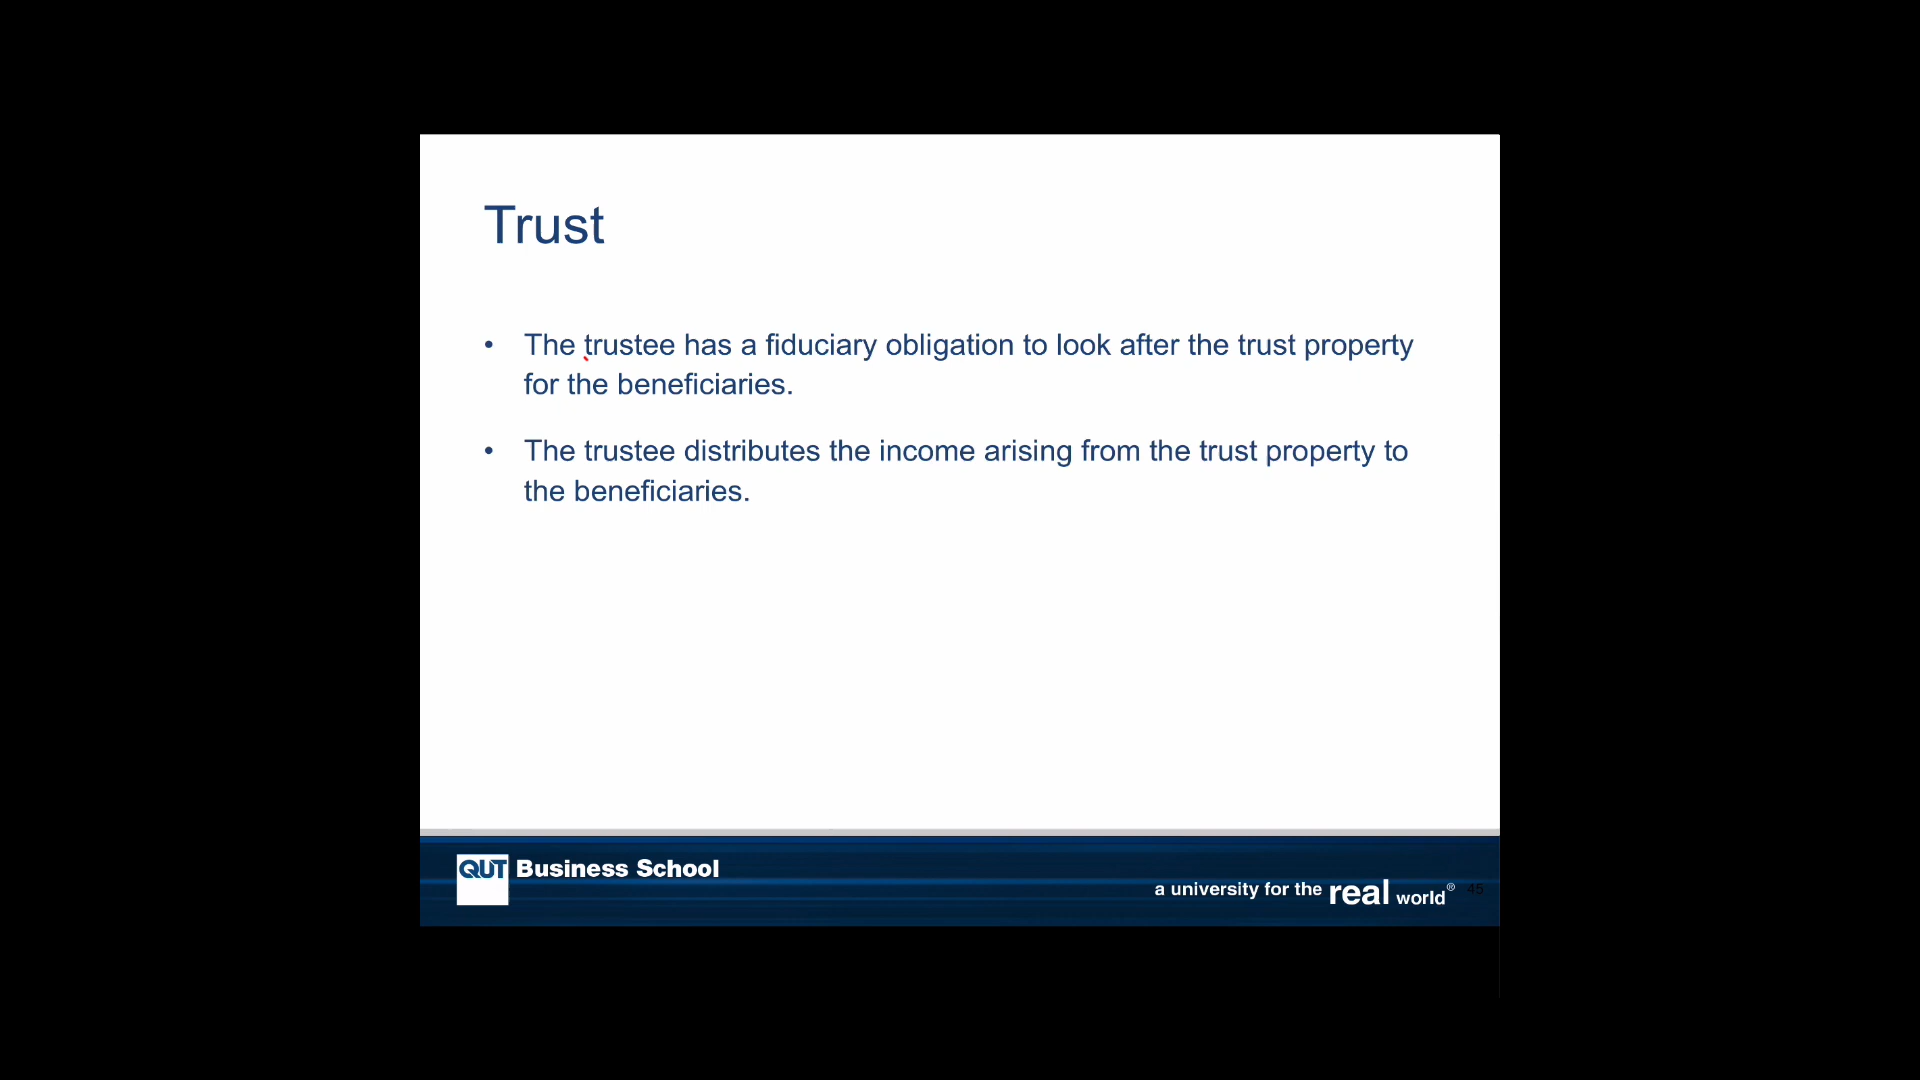 Trust
• The trustee has a fiduciary obligation to look after the trust property
for the beneficiaries.
• The trustee distributes the income arising from the trust property to
the beneficiaries.
QUT Business School
a university for the real world® 45